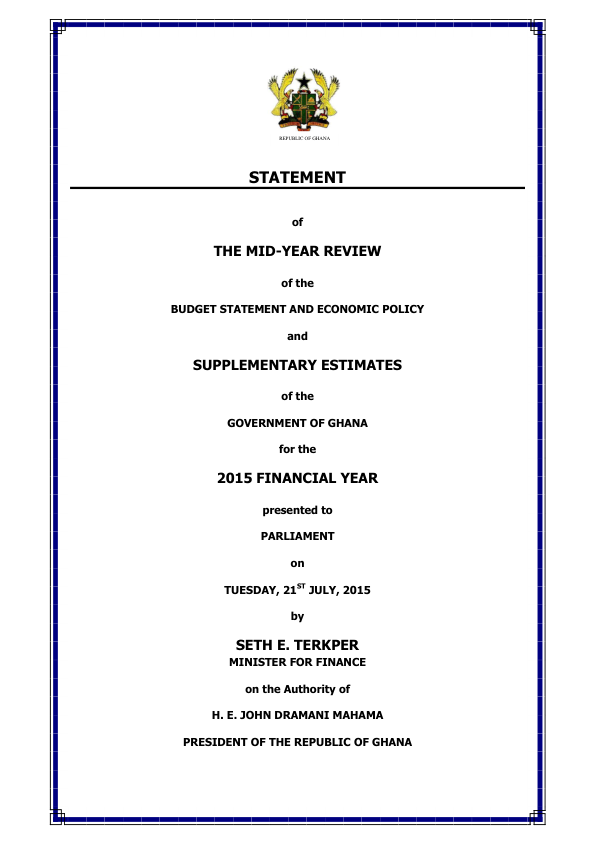 REPUBLIC OF GHANA
STATEMENT
of
THE MID-YEAR REVIEW
of the
BUDGET STATEMENT AND ECONOMIC POLICY
and
SUPPLEMENTARY ESTIMATES
of the
GOVERNMENT OF GHANA
for the
2015 FINANCIAL YEAR
presented to
PARLIAMENT
on
TUESDAY, 21ST JULY, 2015
by
SETH E. TERKPER
MINISTER FOR FINANCE
on the Authority of
H. E. JOHN DRAMANI MAHAMA
PRESIDENT OF THE REPUBLIC OF GHANA